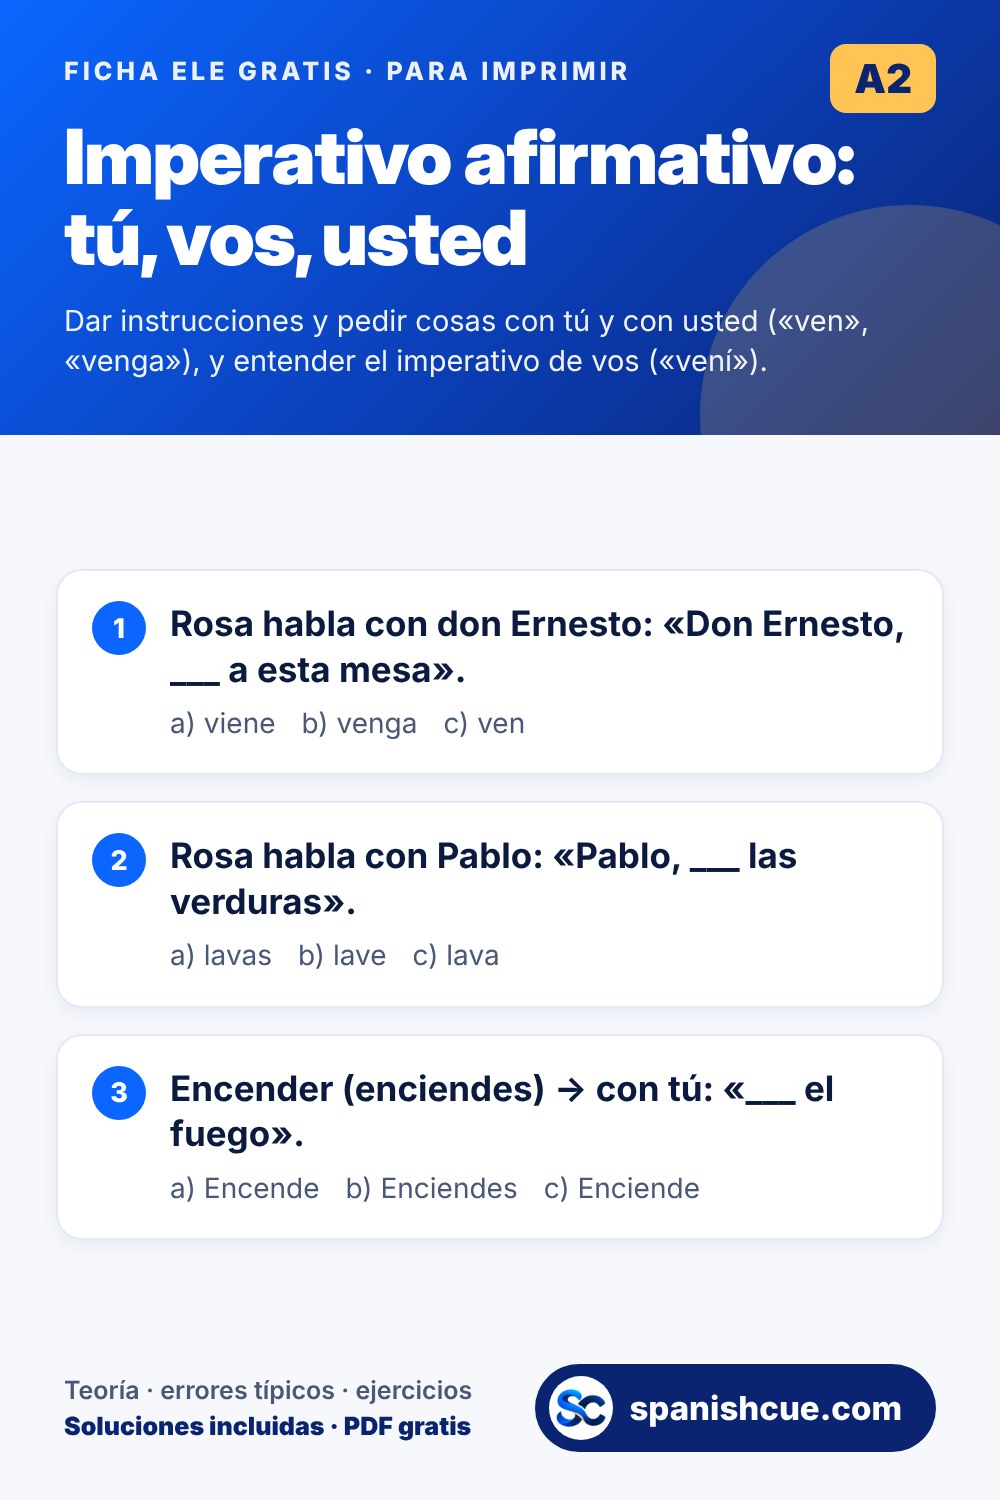 FICHA ELE GRATIS · PARA IMPRIMIR
A2
Imperativo afirmativo:
tú, vos, usted
Dar instrucciones y pedir cosas con tú y con usted («ven»,
«venga»), y entender el imperativo de vos («vení»).
1
Rosa habla con don Ernesto: «Don Ernesto,
___ a esta mesa».
a) viene b) venga c) ven
2
Rosa habla con Pablo: «Pablo, ___ las
verduras».
a) lavas b) lave c) lava
3
Encender (enciendes) → con tú: «___ el
fuego».
a) Encende b) Enciendes c) Enciende
Teoría · errores típicos · ejercicios
Soluciones incluidas · PDF gratis
SC
spanishcue.com